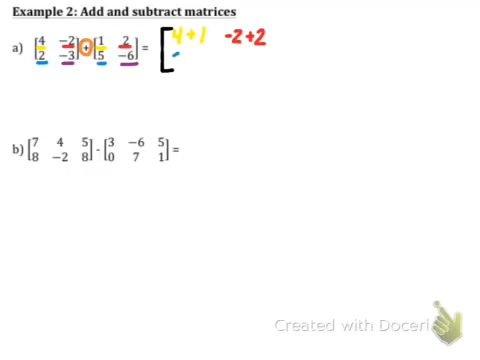 Example 2: Add and subtract matrices
a) [4 -2] + [1 2] = [ 4+1 -2+2
[2 -3] [5 -6]
b) [7 4 5] - [3 -6 5] =
[8 -2 8] [0 7 1]
Created with Doceri